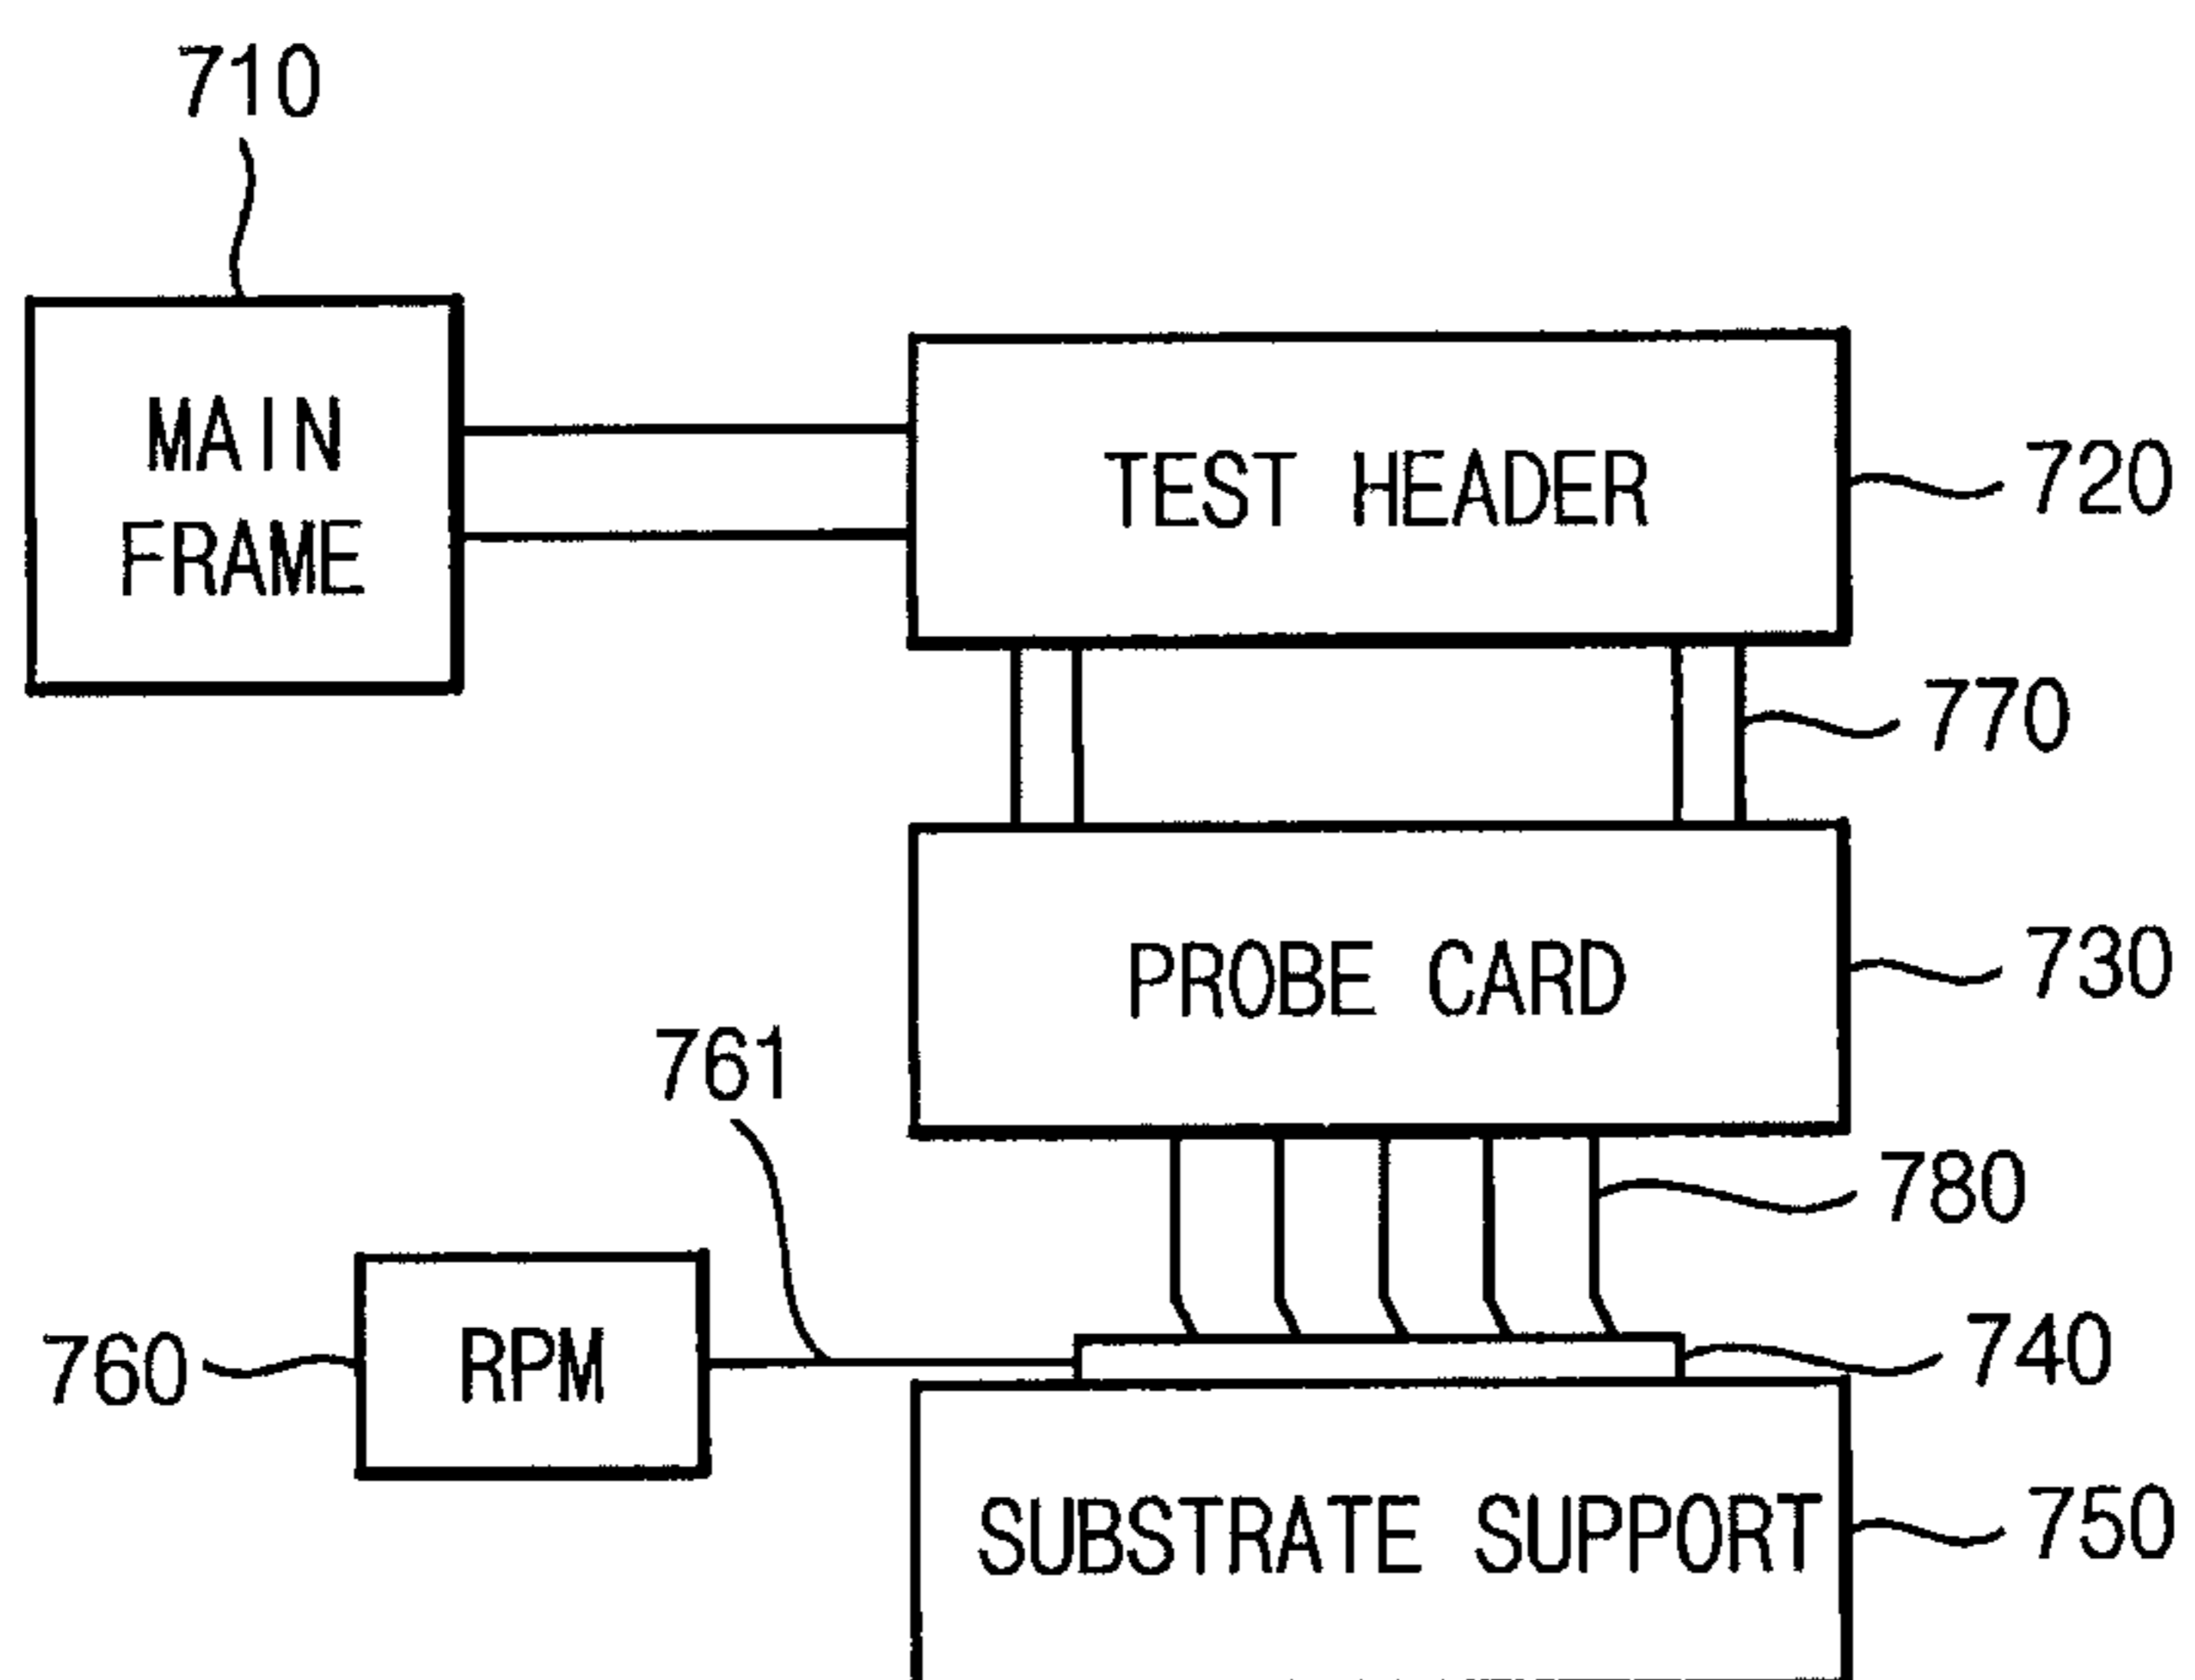 710
MAIN
FRAME
TEST HEADER
720
770
PROBE CARD
730
761
780
760
RPM
740
SUBSTRATE SUPPORT
750